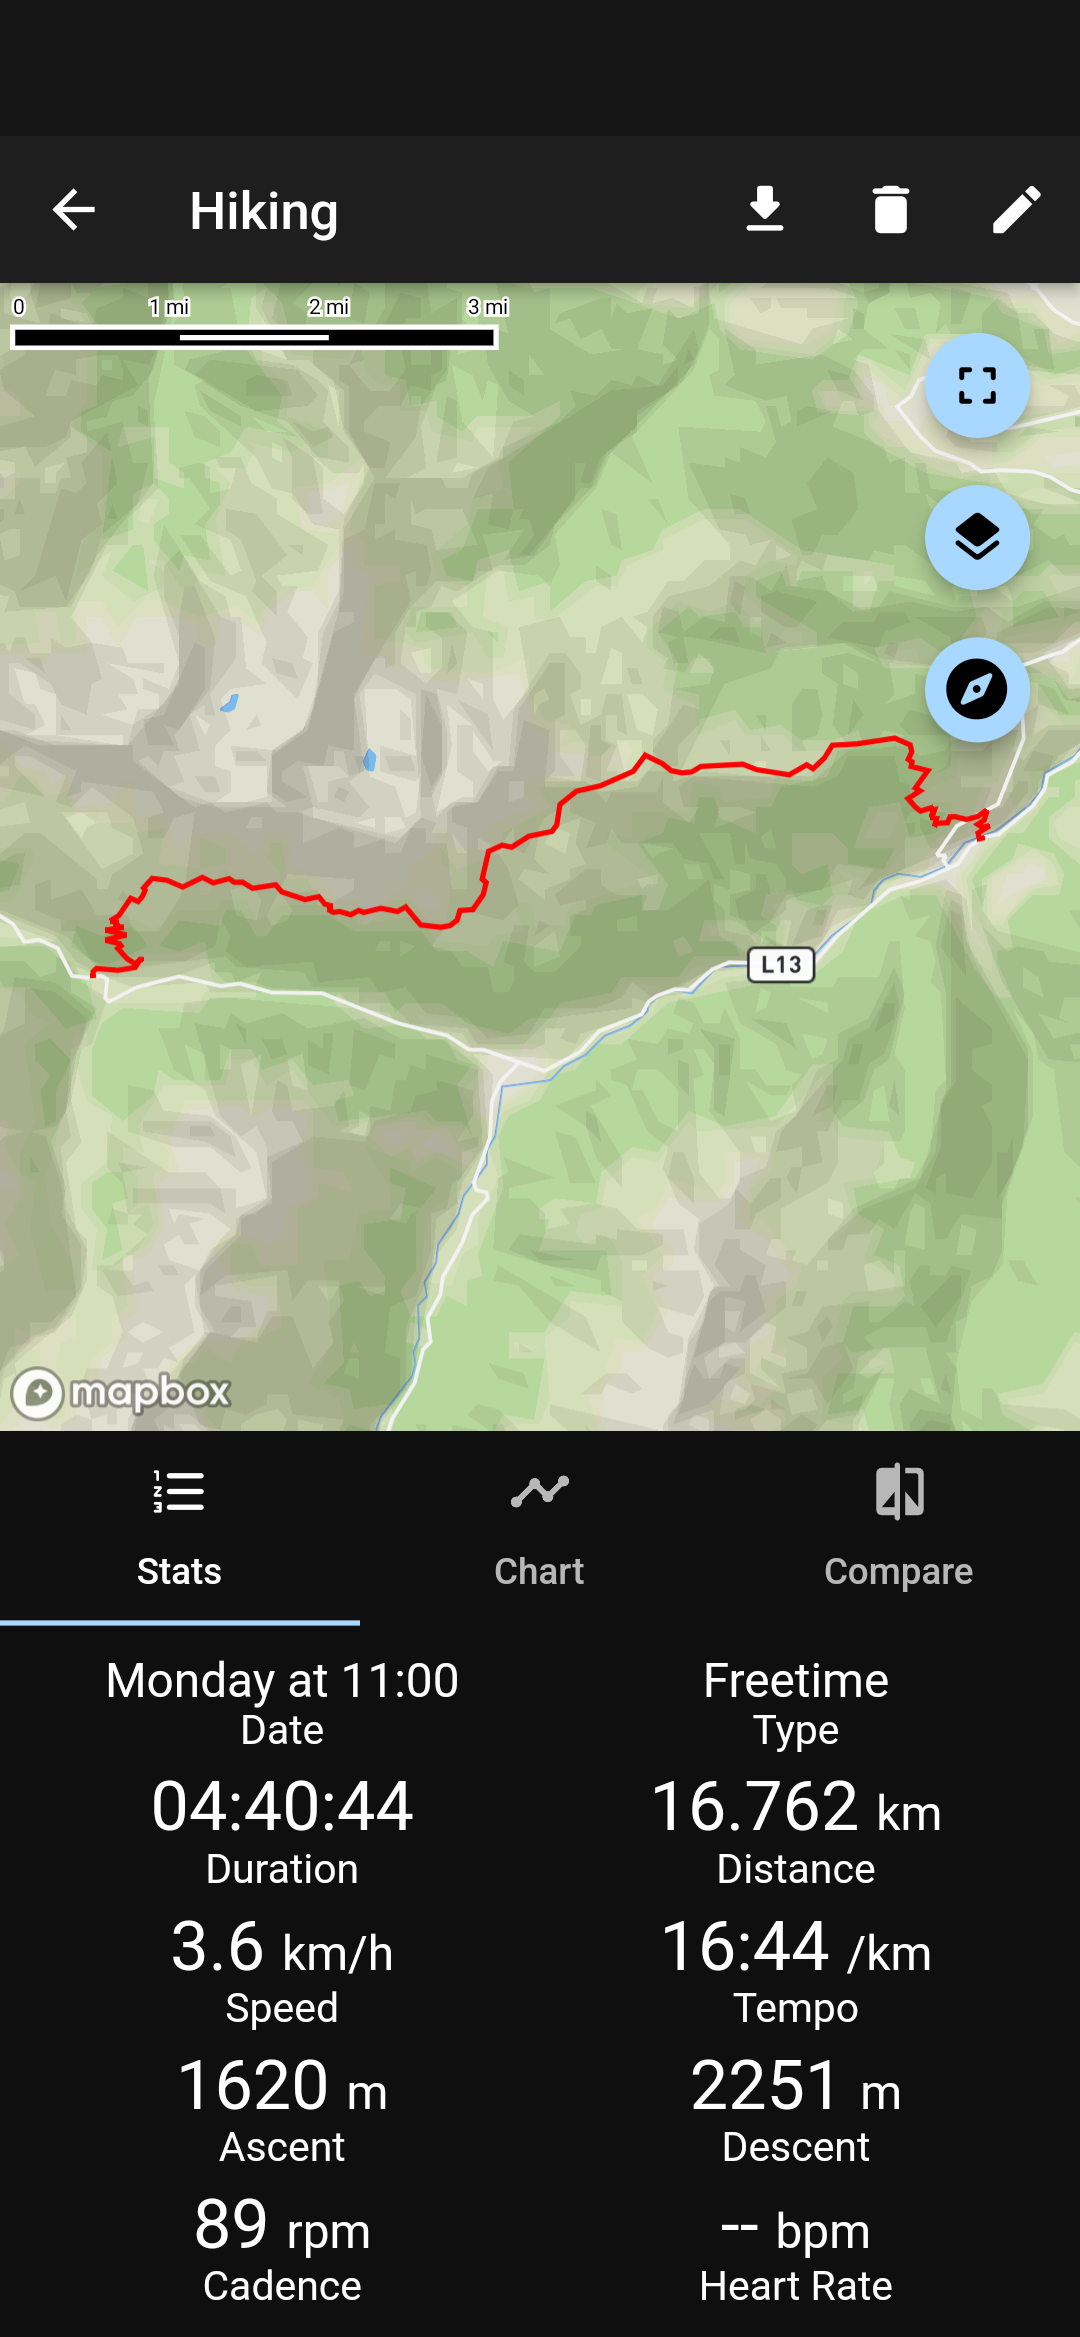 Hiking
0 1 mi 2 mi 3 mi
L13
mapbox
Stats Chart Compare
Monday at 11:00 Freetime
Date Type
04:40:44 16.762 km
Duration Distance
3.6 km/h 16:44 /km
Speed Tempo
1620 m 2251 m
Ascent Descent
89 rpm -- bpm
Cadence Heart Rate